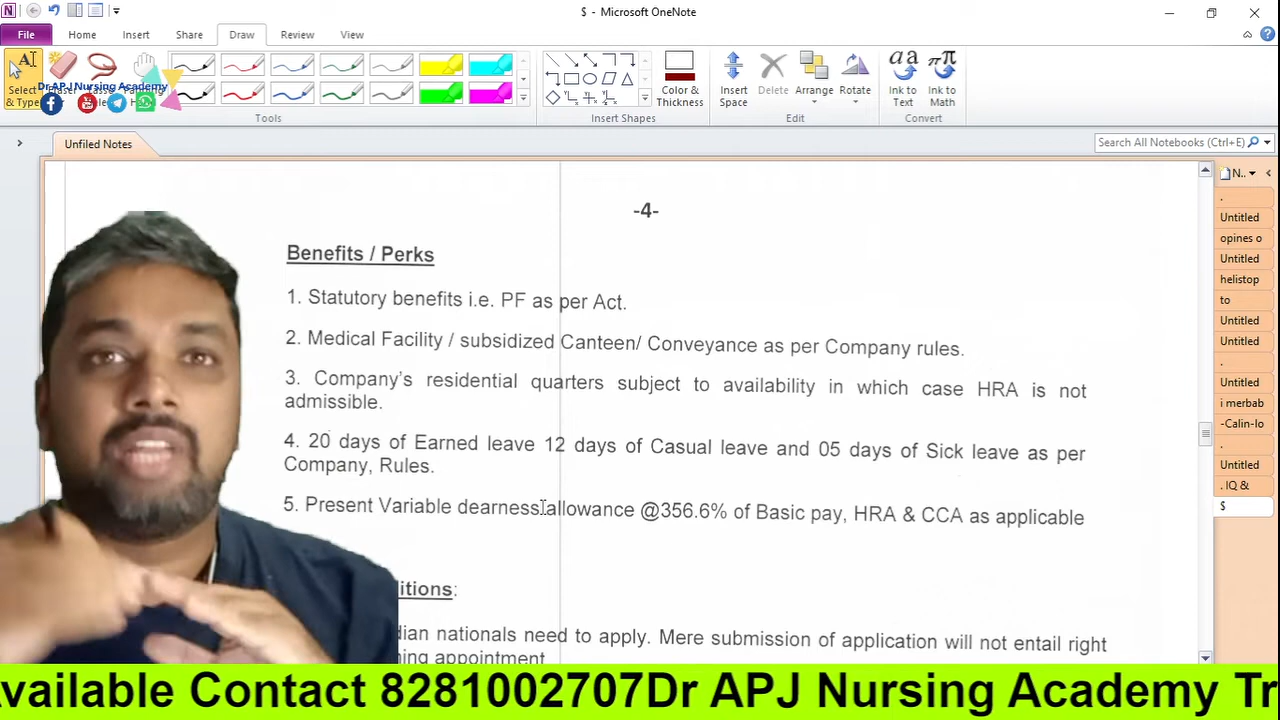 $ - Microsoft OneNote
File
Home
Insert
Share
Draw
Review
View
Select
& Type
Dr APJ Nursing Academy
Tools
Insert Shapes
Color &
Thickness
Insert
Space
Delete
Arrange
Rotate
Edit
Ink to
Text
Ink to
Math
Convert
Unfiled Notes
Search All Notebooks (Ctrl+E)
N..
.
Untitled
opines o
Untitled
helistop
to
Untitled
Untitled
.
Untitled
i merbab
-Calin-lo
.
Untitled
. IQ &
$
-4-
Benefits / Perks
1. Statutory benefits i.e. PF as per Act.
2. Medical Facility / subsidized Canteen/ Conveyance as per Company rules.
3. Company's residential quarters subject to availability in which case HRA is not
admissible.
4. 20 days of Earned leave 12 days of Casual leave and 05 days of Sick leave as per
Company, Rules.
5. Present Variable dearness allowance @356.6% of Basic pay, HRA & CCA as applicable
itions:
dian nationals need to apply. Mere submission of application will not entail right
ning appointment
vailable Contact 8281002707Dr APJ Nursing Academy Tr